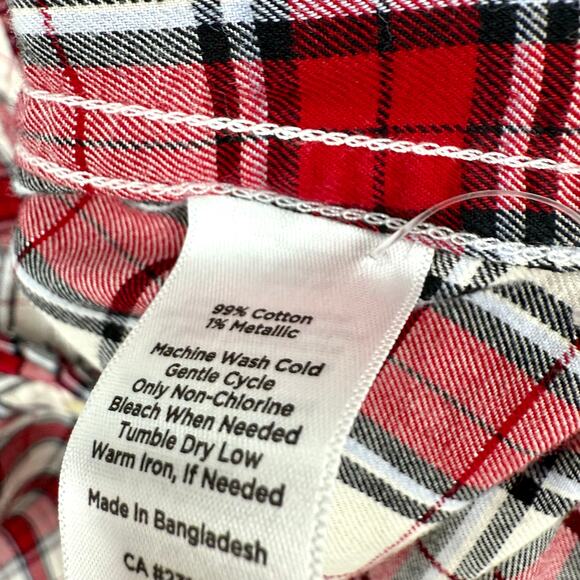 99% Cotton
1% Metallic
Machine Wash Cold
Gentle Cycle
Only Non-Chlorine
Bleach When Needed
Tumble Dry Low
Warm Iron, If Needed
Made In Bangladesh